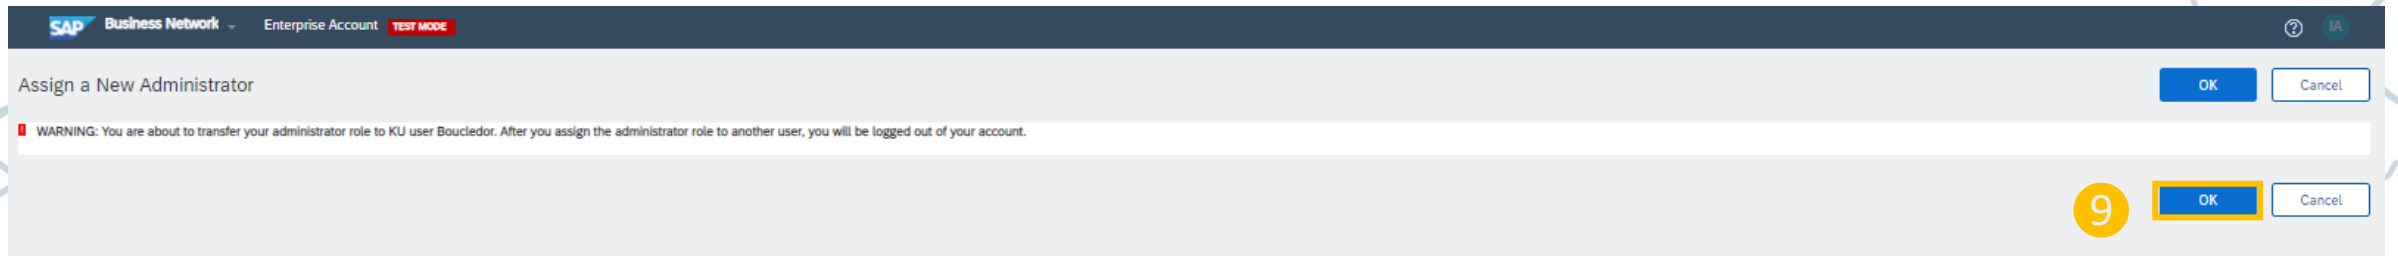 SAP Business Network Enterprise Account TEST MODE ? IA
Assign a New Administrator OK Cancel
! WARNING: You are about to transfer your administrator role to KU user Boucledor. After you assign the administrator role to another user, you will be logged out of your account.
9 OK Cancel